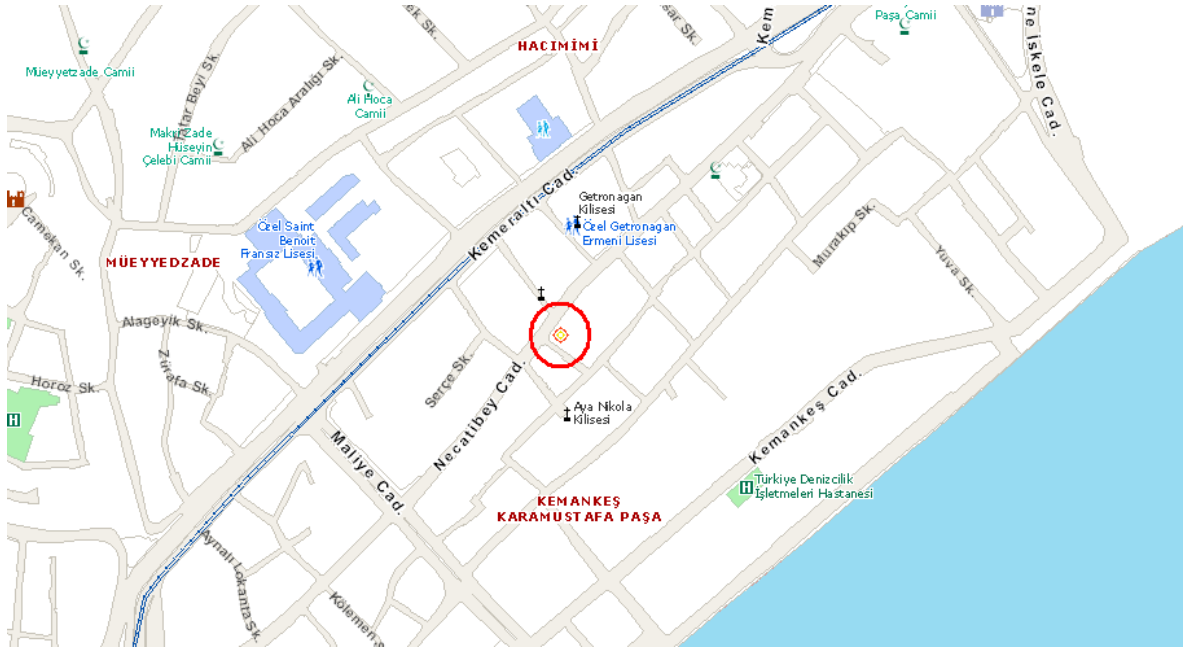 HACIMIMI
Paşa Camii
Müeyyetzade Camii
Ali Hoca Aralığı Sk.
Ali Hoca
Camii
Makri Zade
Hüseyin
Çelebi Camii
ne İskele Cad.
Kemeraltı Cad.
Getronagan
Kilisesi
Özel Getronagan
Ermeni Lisesi
Camekan Sk.
Özel Saint
Benoit
Fransız Lisesi
MÜEYYEDZADE
Murakıp Sk.
Yuva Sk.
Alageyik Sk.
Zürafa Sk.
Horoz Sk.
H
Serçe Sk.
Necatibey Cad.
Aya Nikola
Kilisesi
Kemankeş Cad.
Maliye Cad.
H
Türkiye Denizcilik
İşletmeleri Hastanesi
KEMANKEŞ
KARAMUSTAFA PAŞA
Aynalı Lokanta Sk.
Kölemen